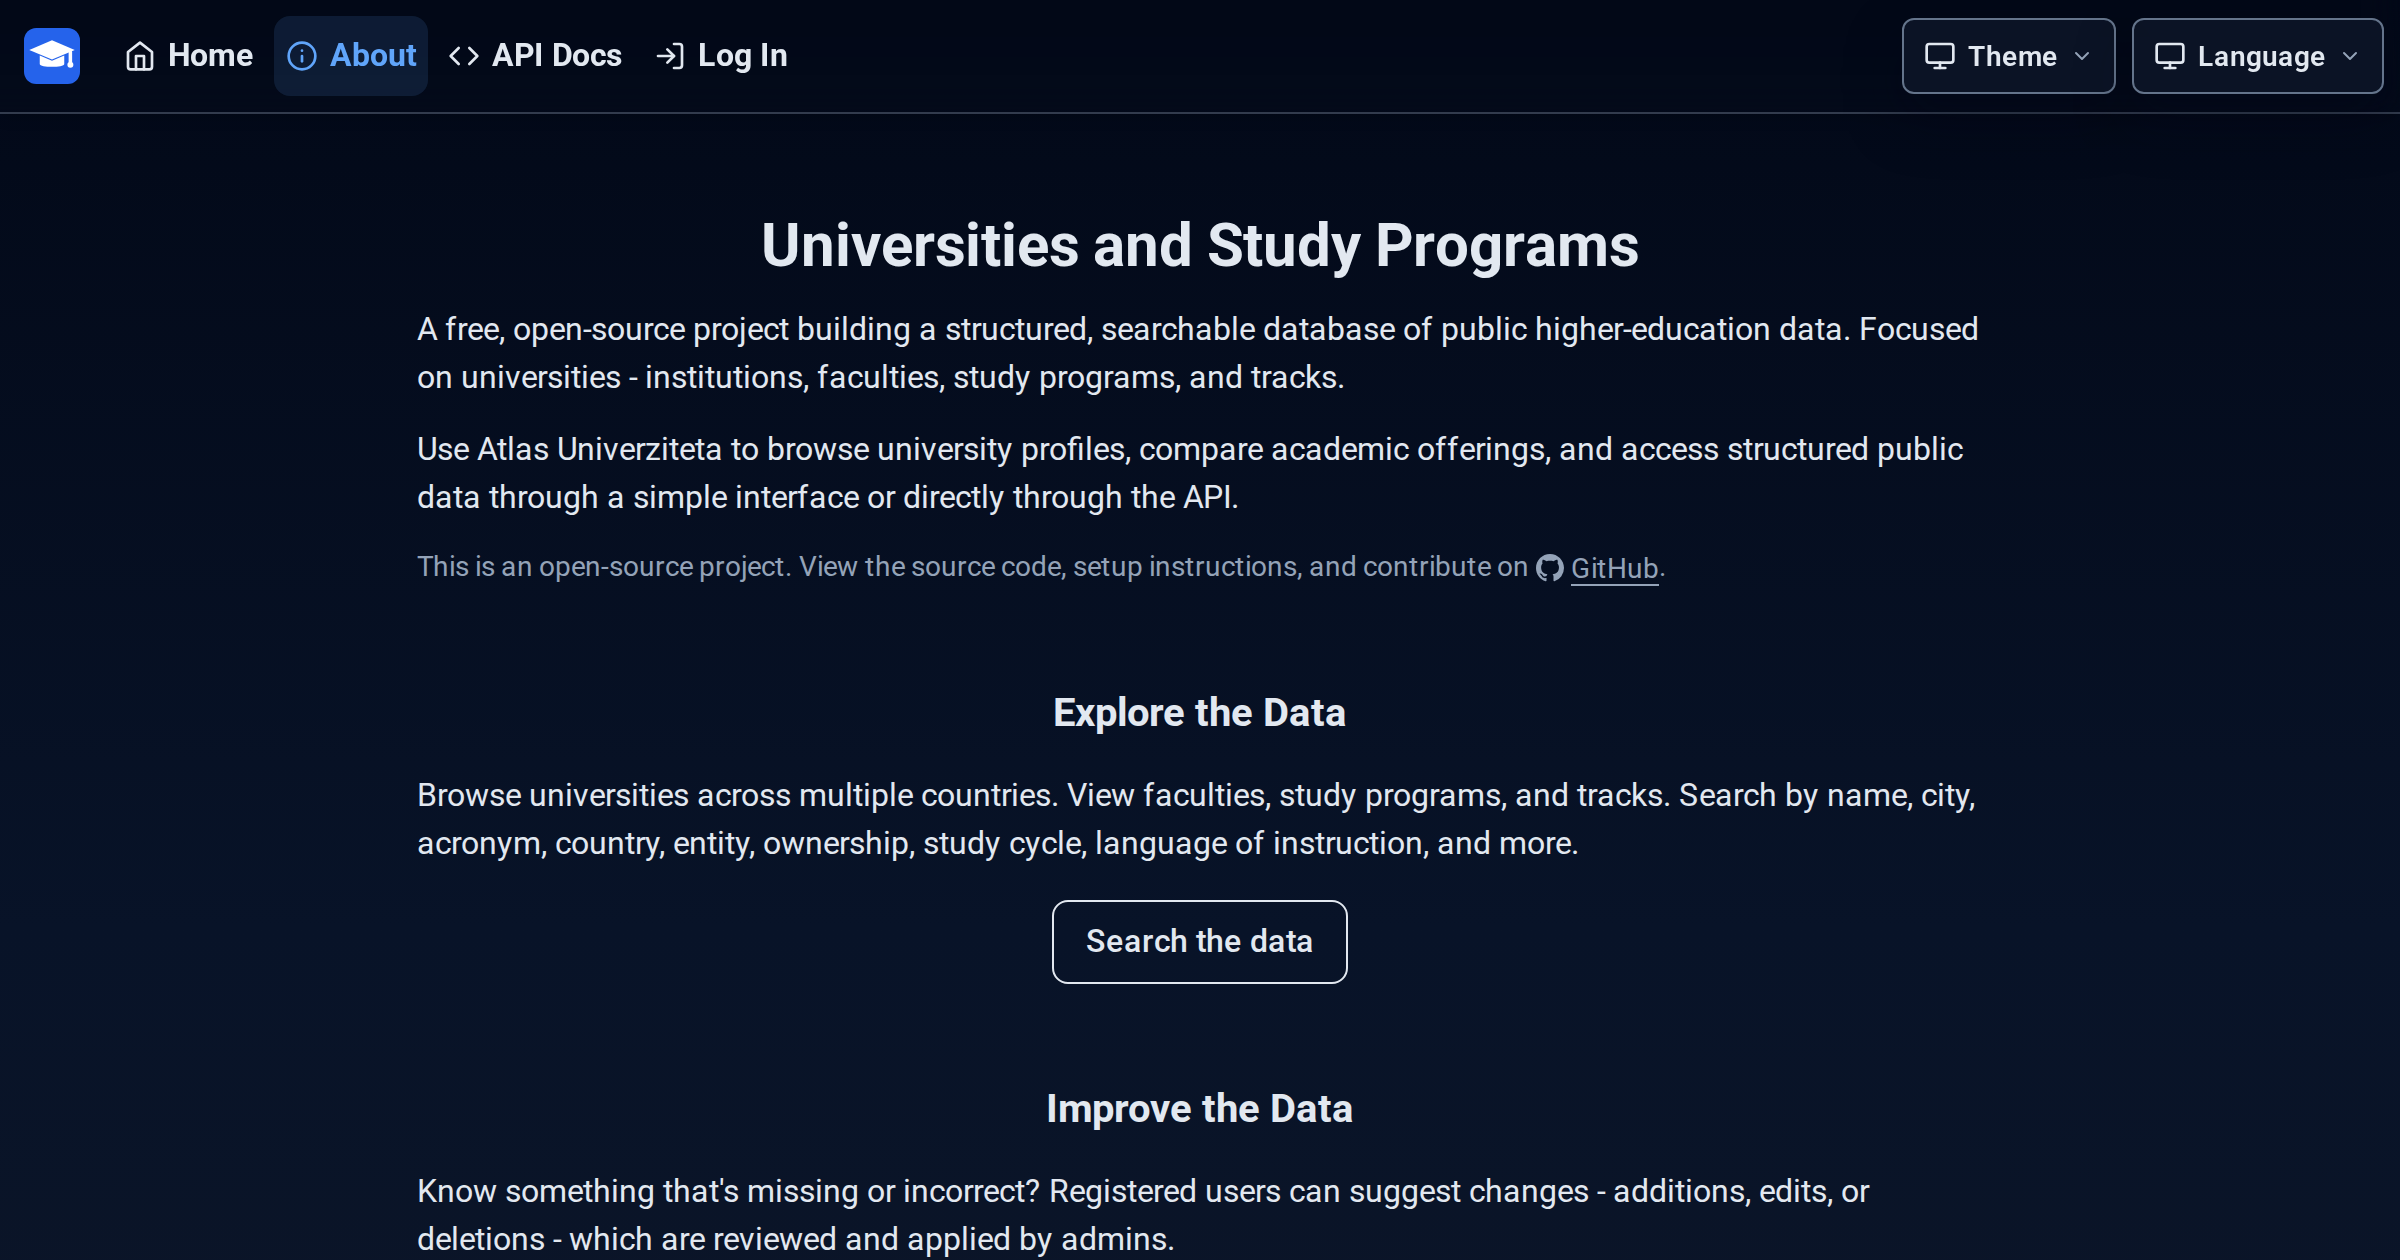 Home
About
API Docs
Log In
Theme
Language
Universities and Study Programs
A free, open-source project building a structured, searchable database of public higher-education data. Focused
on universities - institutions, faculties, study programs, and tracks.
Use Atlas Univerziteta to browse university profiles, compare academic offerings, and access structured public
data through a simple interface or directly through the API.
This is an open-source project. View the source code, setup instructions, and contribute on GitHub.
Explore the Data
Browse universities across multiple countries. View faculties, study programs, and tracks. Search by name, city,
acronym, country, entity, ownership, study cycle, language of instruction, and more.
Search the data
Improve the Data
Know something that's missing or incorrect? Registered users can suggest changes - additions, edits, or
deletions - which are reviewed and applied by admins.